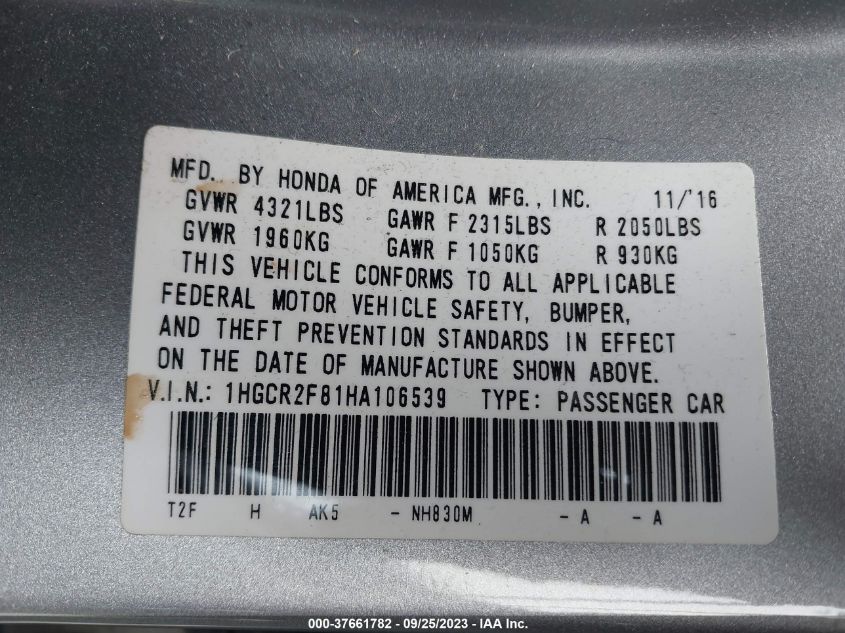 MFD. BY HONDA OF AMERICA MFG., INC. 11/'16
GVWR 4321LBS GAWR F 2315LBS R 2050LBS
GVWR 1960KG GAWR F 1050KG R 930KG
THIS VEHICLE CONFORMS TO ALL APPLICABLE
FEDERAL MOTOR VEHICLE SAFETY, BUMPER,
AND THEFT PREVENTION STANDARDS IN EFFECT
ON THE DATE OF MANUFACTURE SHOWN ABOVE.
V.I.N.: 1HGCR2F81HA106539 TYPE: PASSENGER CAR
T2F H AK5 - NH830M - A - A
000-37661782 - 09/25/2023 - IAA Inc.